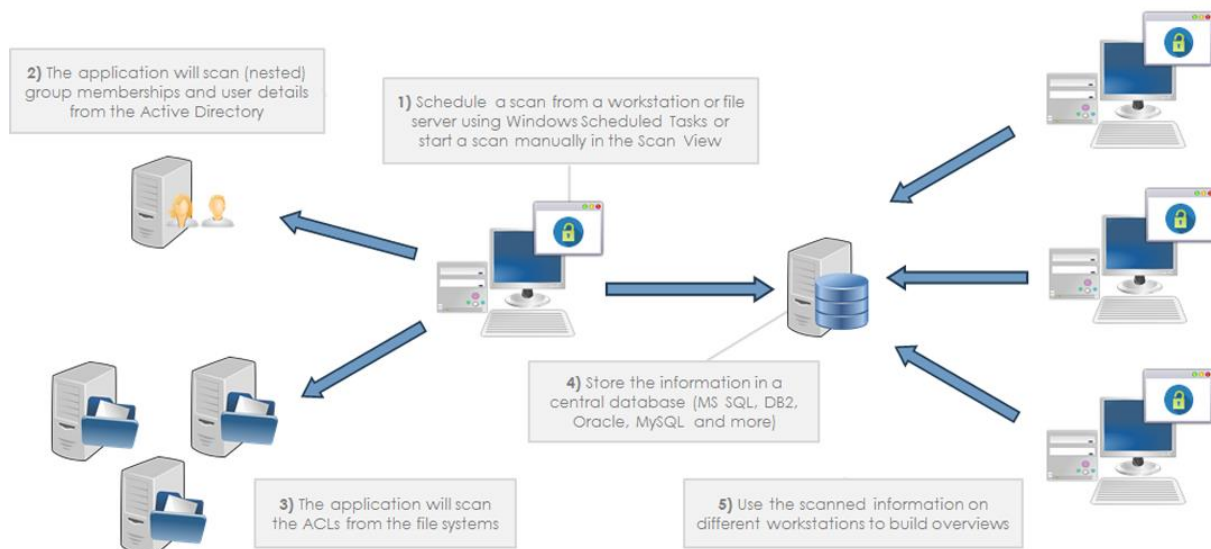 2) The application will scan (nested)
group memberships and user details
from the Active Directory
1) Schedule a scan from a workstation or file
server using Windows Scheduled Tasks or
start a scan manually in the Scan View
4) Store the information in a
central database (MS SQL, DB2,
Oracle, MySQL and more)
3) The application will scan
the ACLs from the file systems
5) Use the scanned information on
different workstations to build overviews